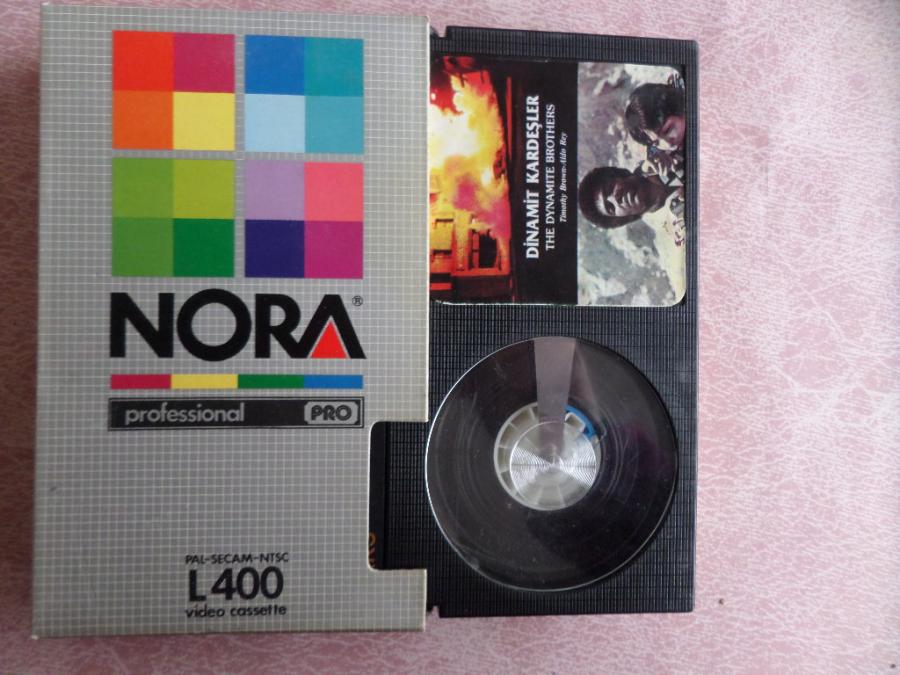 NORA®
professional PRO
PAL-SECAM-NTSC
L400
video cassette
DİNAMİT KARDEŞLER
THE DYNAMITE BROTHERS
Timothy Brown-Aldo Rey